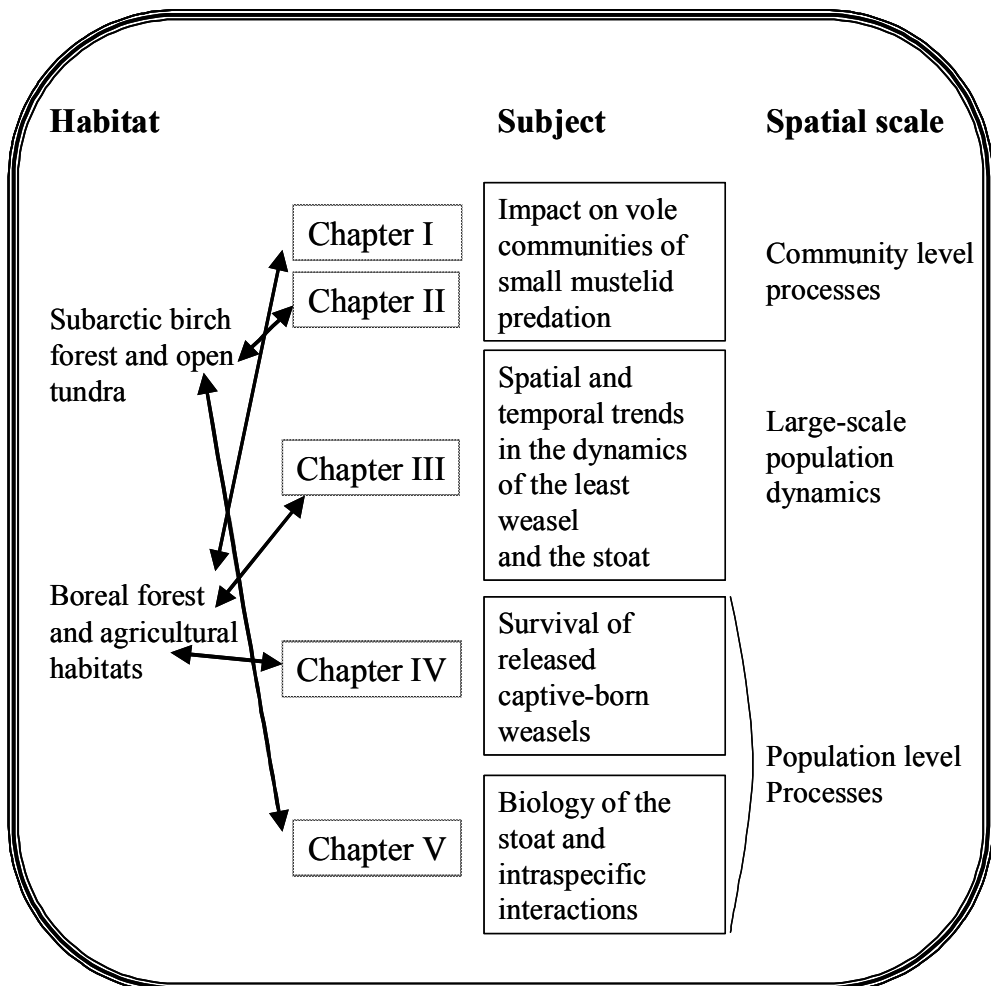 Habitat
Subject
Spatial scale
Chapter I
Chapter II
Impact on vole
communities of
small mustelid
predation
Community level
processes
Subarctic birch
forest and open
tundra
Chapter III
Spatial and
temporal trends
in the dynamics
of the least
weasel
and the stoat
Large-scale
population
dynamics
Boreal forest
and agricultural
habitats
Chapter IV
Survival of
released
captive-born
weasels
Population level
Processes
Chapter V
Biology of the
stoat and
intraspecific
interactions